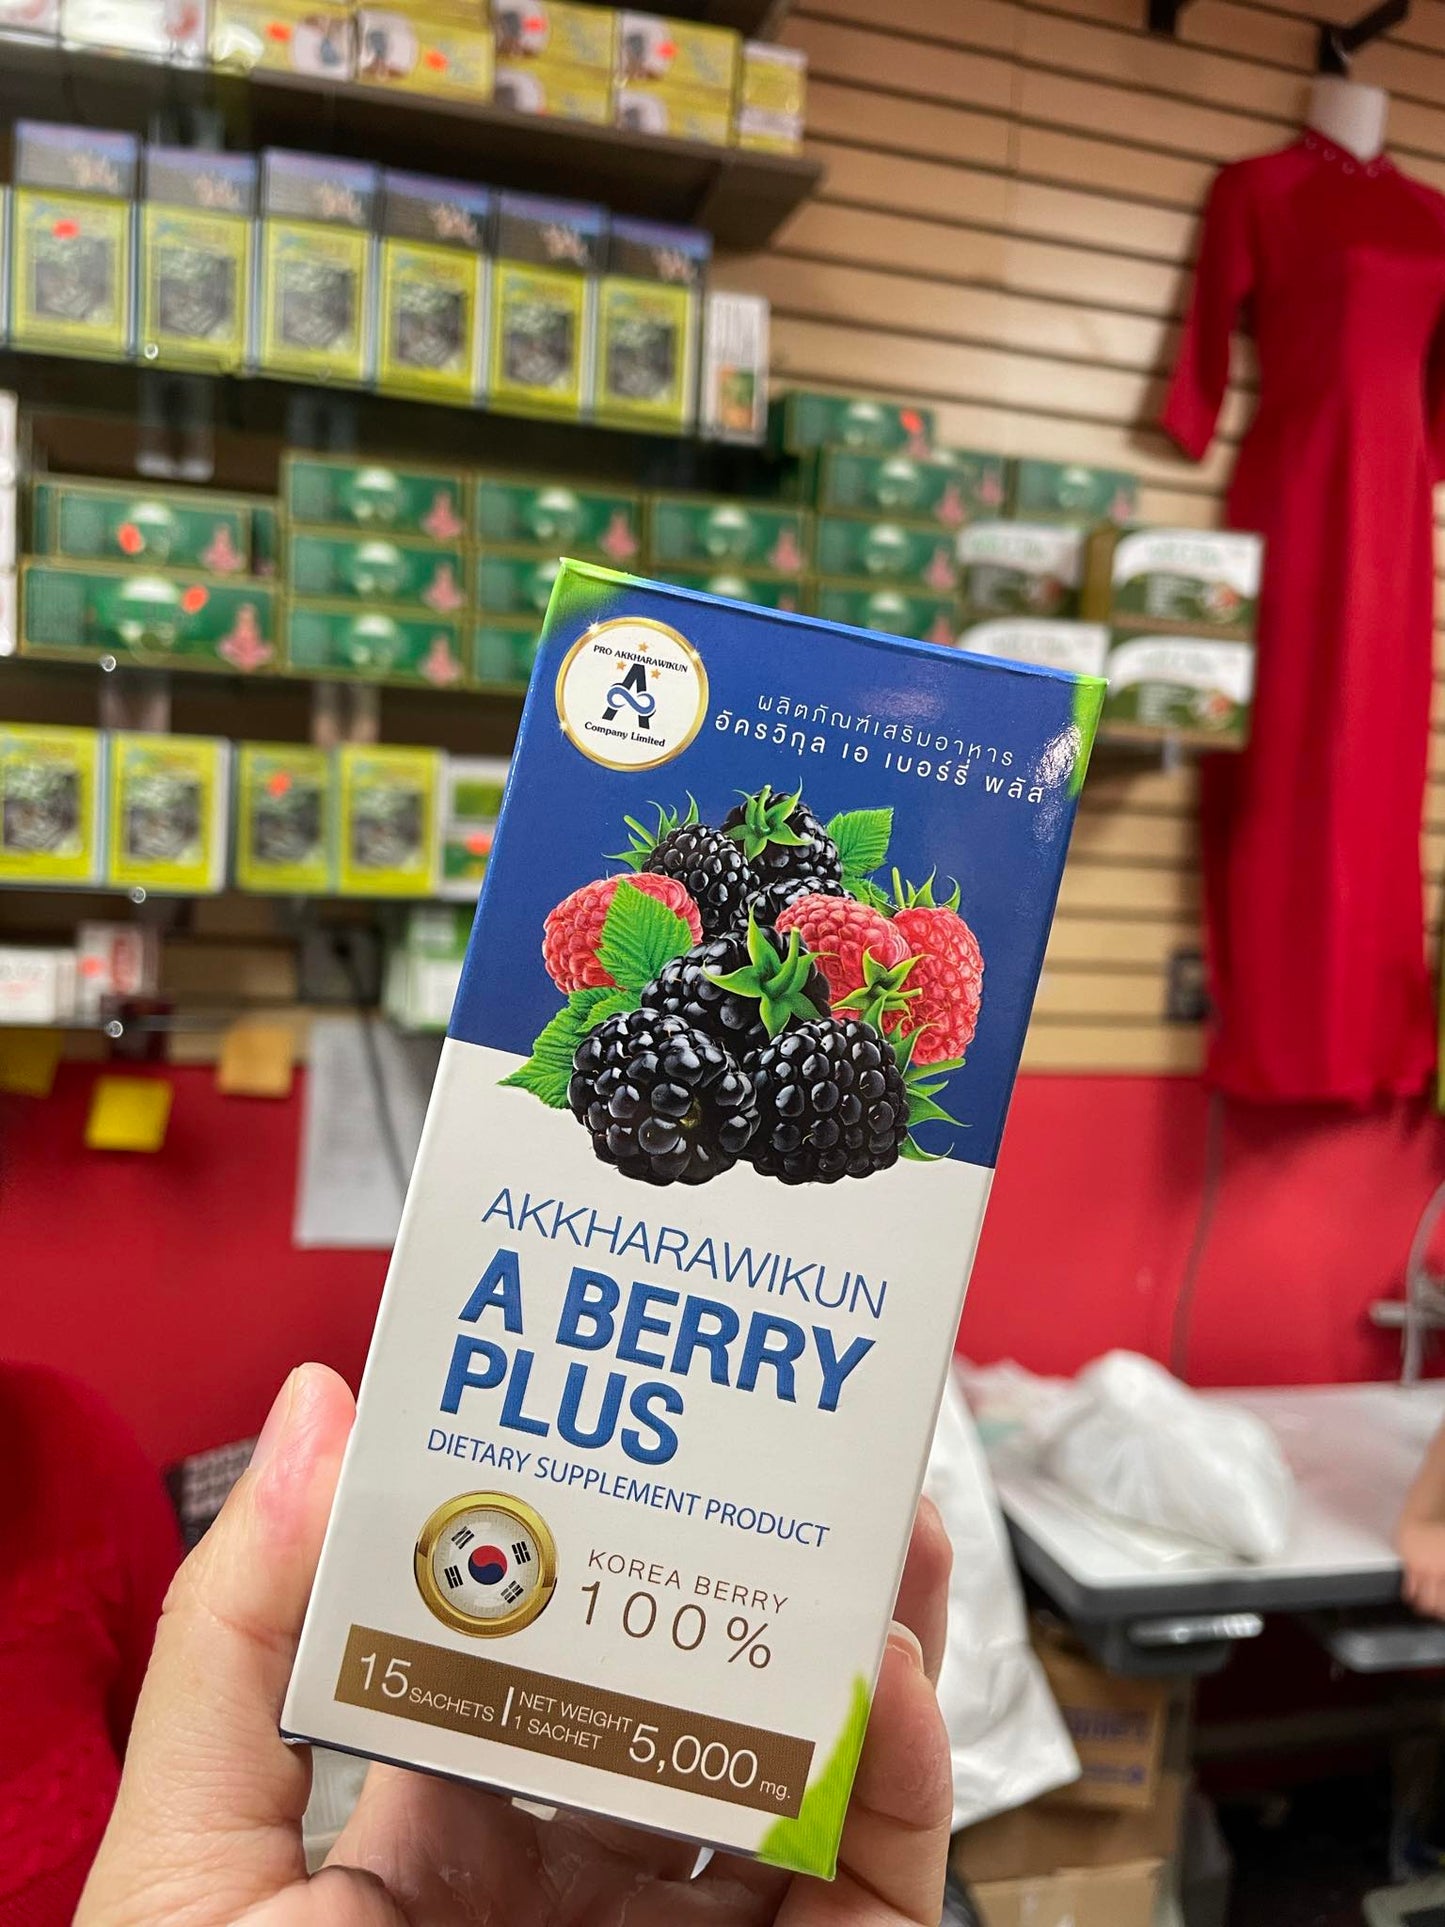 PRO AKKHARAWIKUN
A
Company Limited
ผลิตภัณฑ์เสริมอาหาร
อัครวิกุล เอ เบอร์รี่ พลัส
AKKHARAWIKUN
A BERRY
PLUS
DIETARY SUPPLEMENT PRODUCT
KOREA BERRY
100%
15 SACHETS | NET WEIGHT 1 SACHET 5,000 mg.